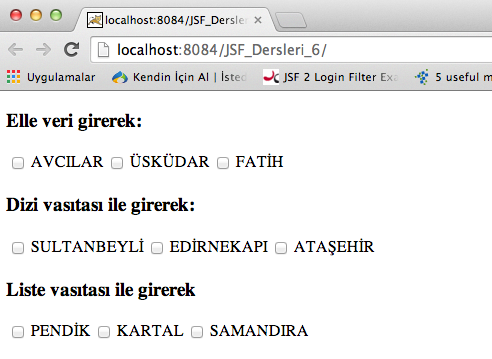 localhost:8084/JSF_Dersle
localhost:8084/JSF_Dersleri_6/
Uygulamalar Kendin İçin Al | İsted JSF 2 Login Filter Exa 5 useful m
Elle veri girerek:
AVCILAR ÜSKÜDAR FATİH
Dizi vasıtası ile girerek:
SULTANBEYLİ EDİRNEKAPI ATAŞEHİR
Liste vasıtası ile girerek
PENDİK KARTAL SAMANDIRA